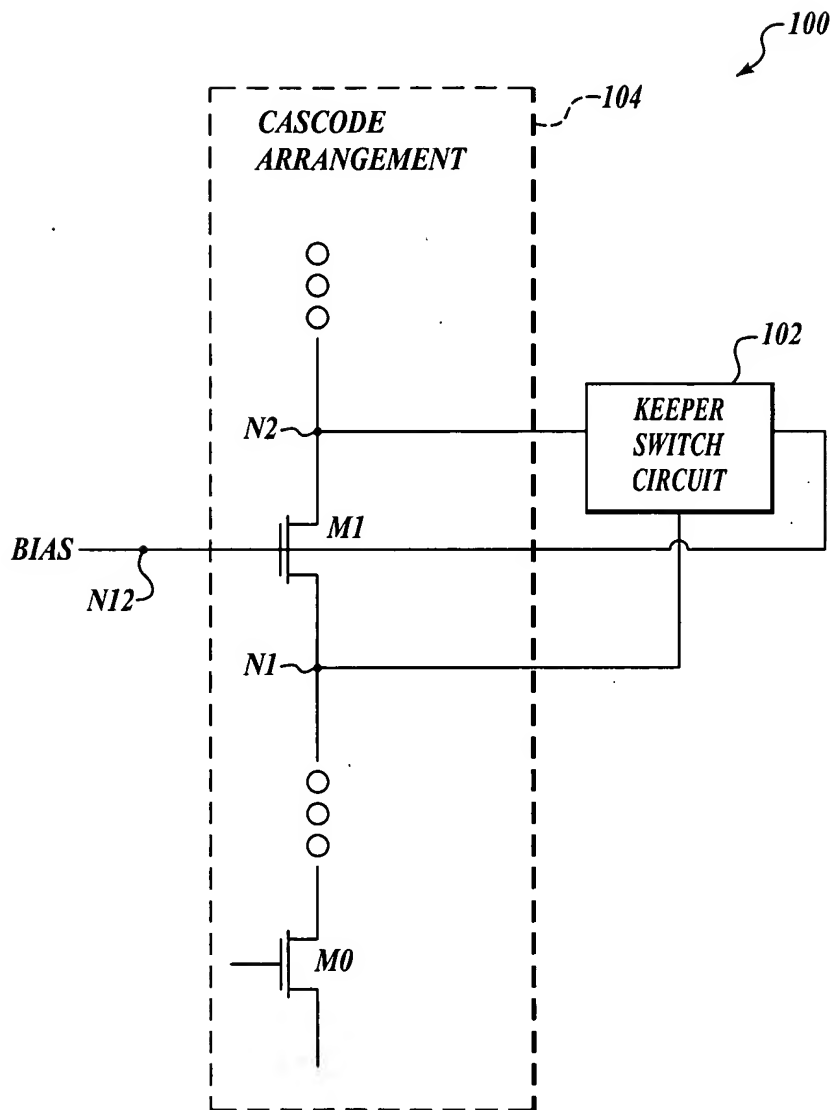 100
104
CASCODE
ARRANGEMENT
102
KEEPER
SWITCH
CIRCUIT
N2
M1
BIAS
N12
N1
M0